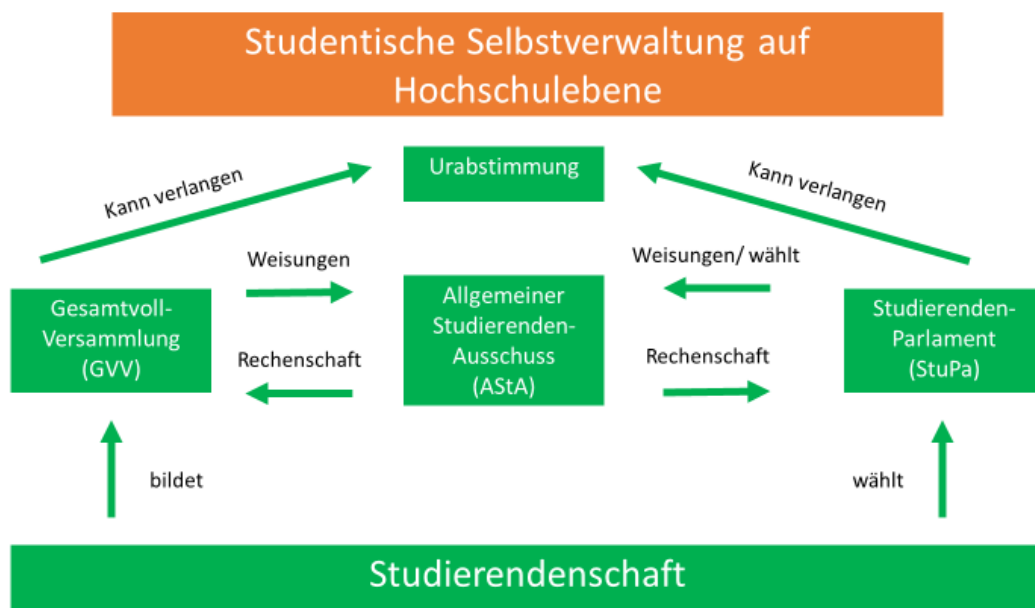 Studentische Selbstverwaltung auf
Hochschulebene
Urabstimmung
Kann verlangen
Kann verlangen
Weisungen
Weisungen/ wählt
Gesamtvoll-
Versammlung
(GVV)
Allgemeiner
Studierenden-
Ausschuss
(AStA)
Studierenden-
Parlament
(StuPa)
Rechenschaft
Rechenschaft
bildet
wählt
Studierendenschaft